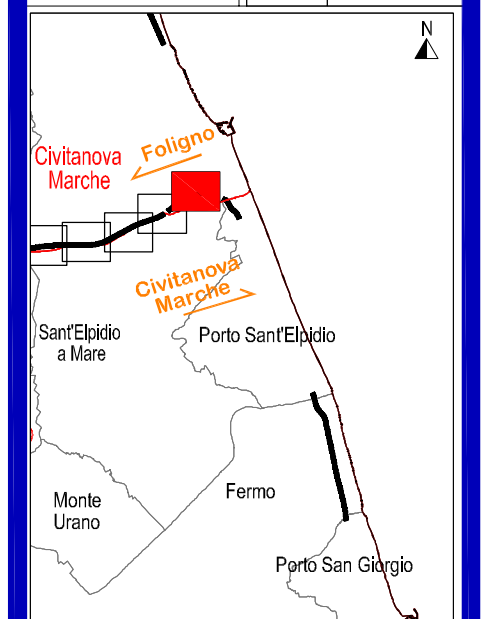 N
Foligno
Civitanova
Marche
Civitanova
Marche
Sant'Elpidio
a Mare
Porto Sant'Elpidio
Monte
Urano
Fermo
Porto San Giorgio